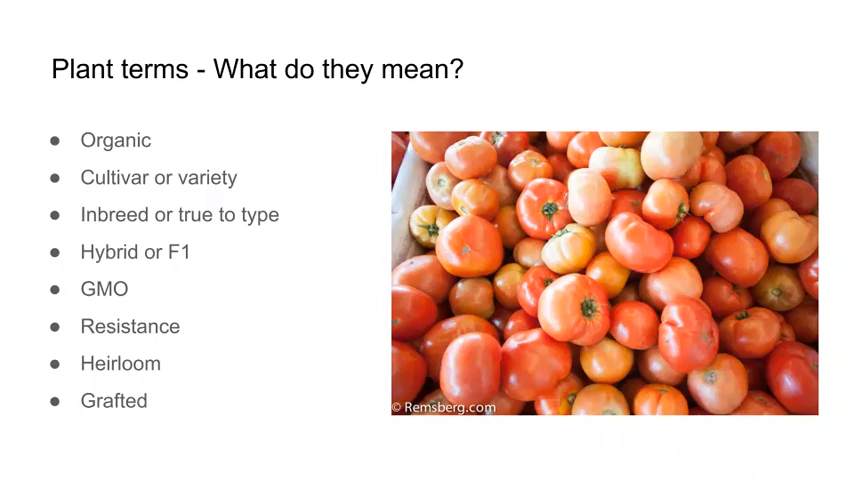 Plant terms - What do they mean?
● Organic
● Cultivar or variety
● Inbreed or true to type
● Hybrid or F1
● GMO
● Resistance
● Heirloom
● Grafted
© Remsberg.com